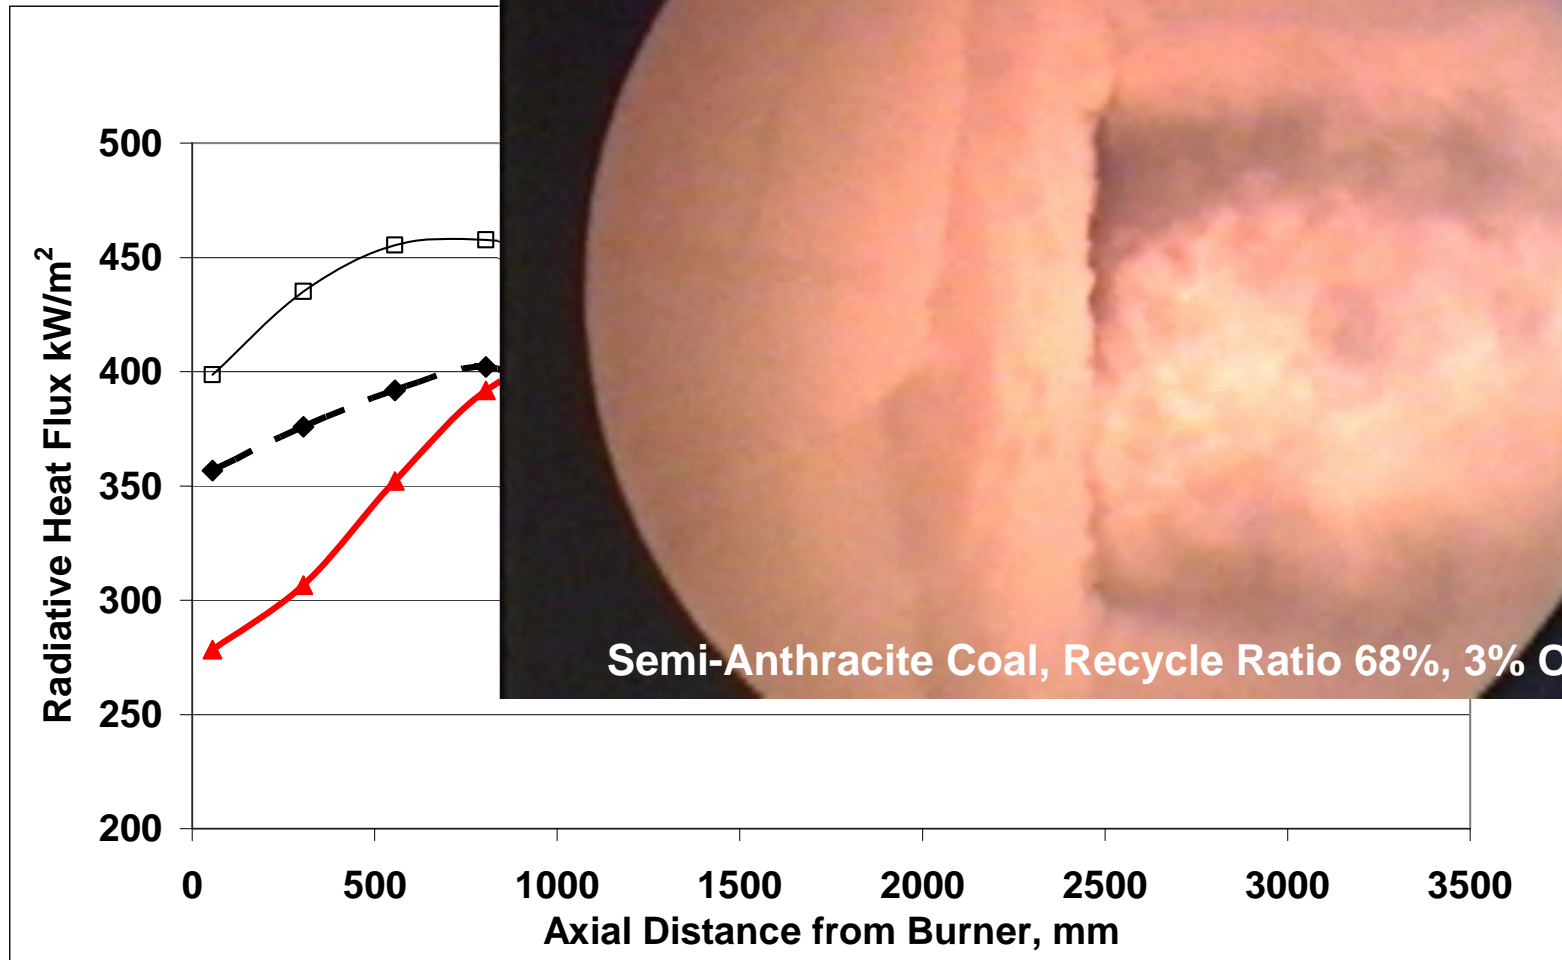 500
450
400
350
300
250
200
Radiative Heat Flux kW/m²
Semi-Anthracite Coal, Recycle Ratio 68%, 3%
0 500 1000 1500 2000 2500 3000 3500
Axial Distance from Burner, mm